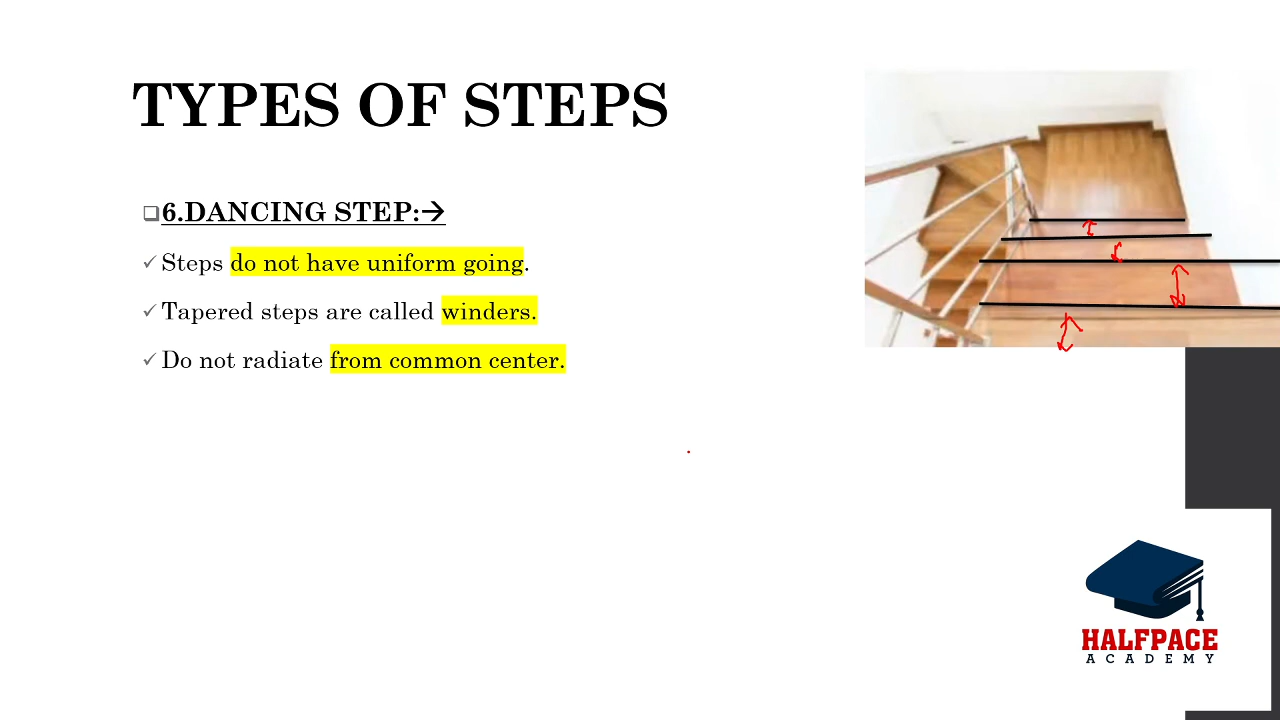 TYPES OF STEPS
❑6.DANCING STEP:→
✓Steps do not have uniform going.
✓Tapered steps are called winders.
✓Do not radiate from common center.
HALFPACE
ACADEMY